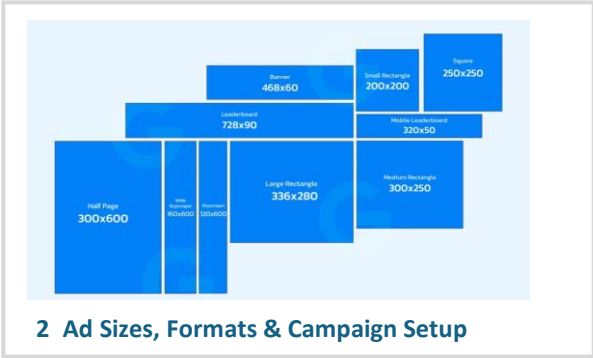 Square
250x250
Small Rectangle
200x200
Banner
468x60
Leaderboard
728x90
Mobile Leaderboard
320x50
Half Page
300x600
Wide
Skyscraper
160x600
Skyscraper
120x600
Large Rectangle
336x280
Medium Rectangle
300x250
2 Ad Sizes, Formats & Campaign Setup